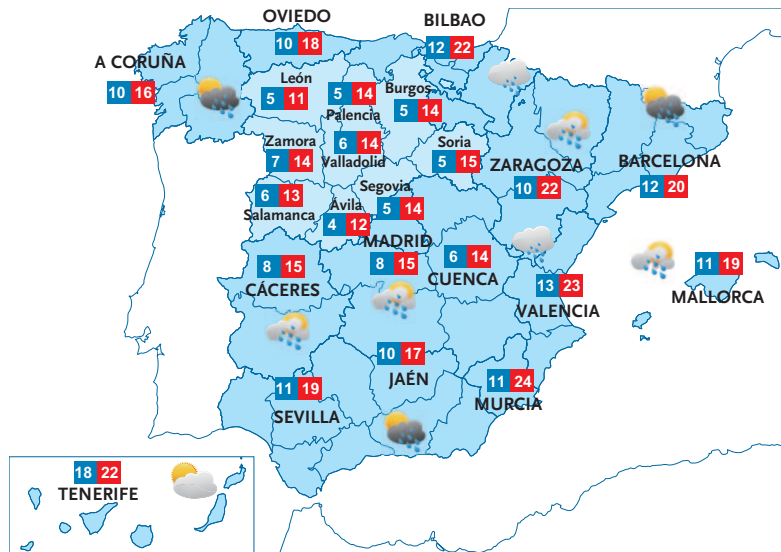 OVIEDO
10 18
BILBAO
12 22
A CORUÑA
10 16
León
5 11
5 14
Palencia
Burgos
5 14
Zamora
7 14
6 14
Valladolid
Soria
5 15
ZARAGOZA
10 22
BARCELONA
12 20
6 13
Salamanca
Ávila
4 12
Segovia
5 14
MADRID
8 15
6 14
CUENCA
8 15
CÁCERES
13 23
VALENCIA
11 19
MALLORCA
10 17
JAÉN
11 19
SEVILLA
11 24
MURCIA
18 22
TENERIFE